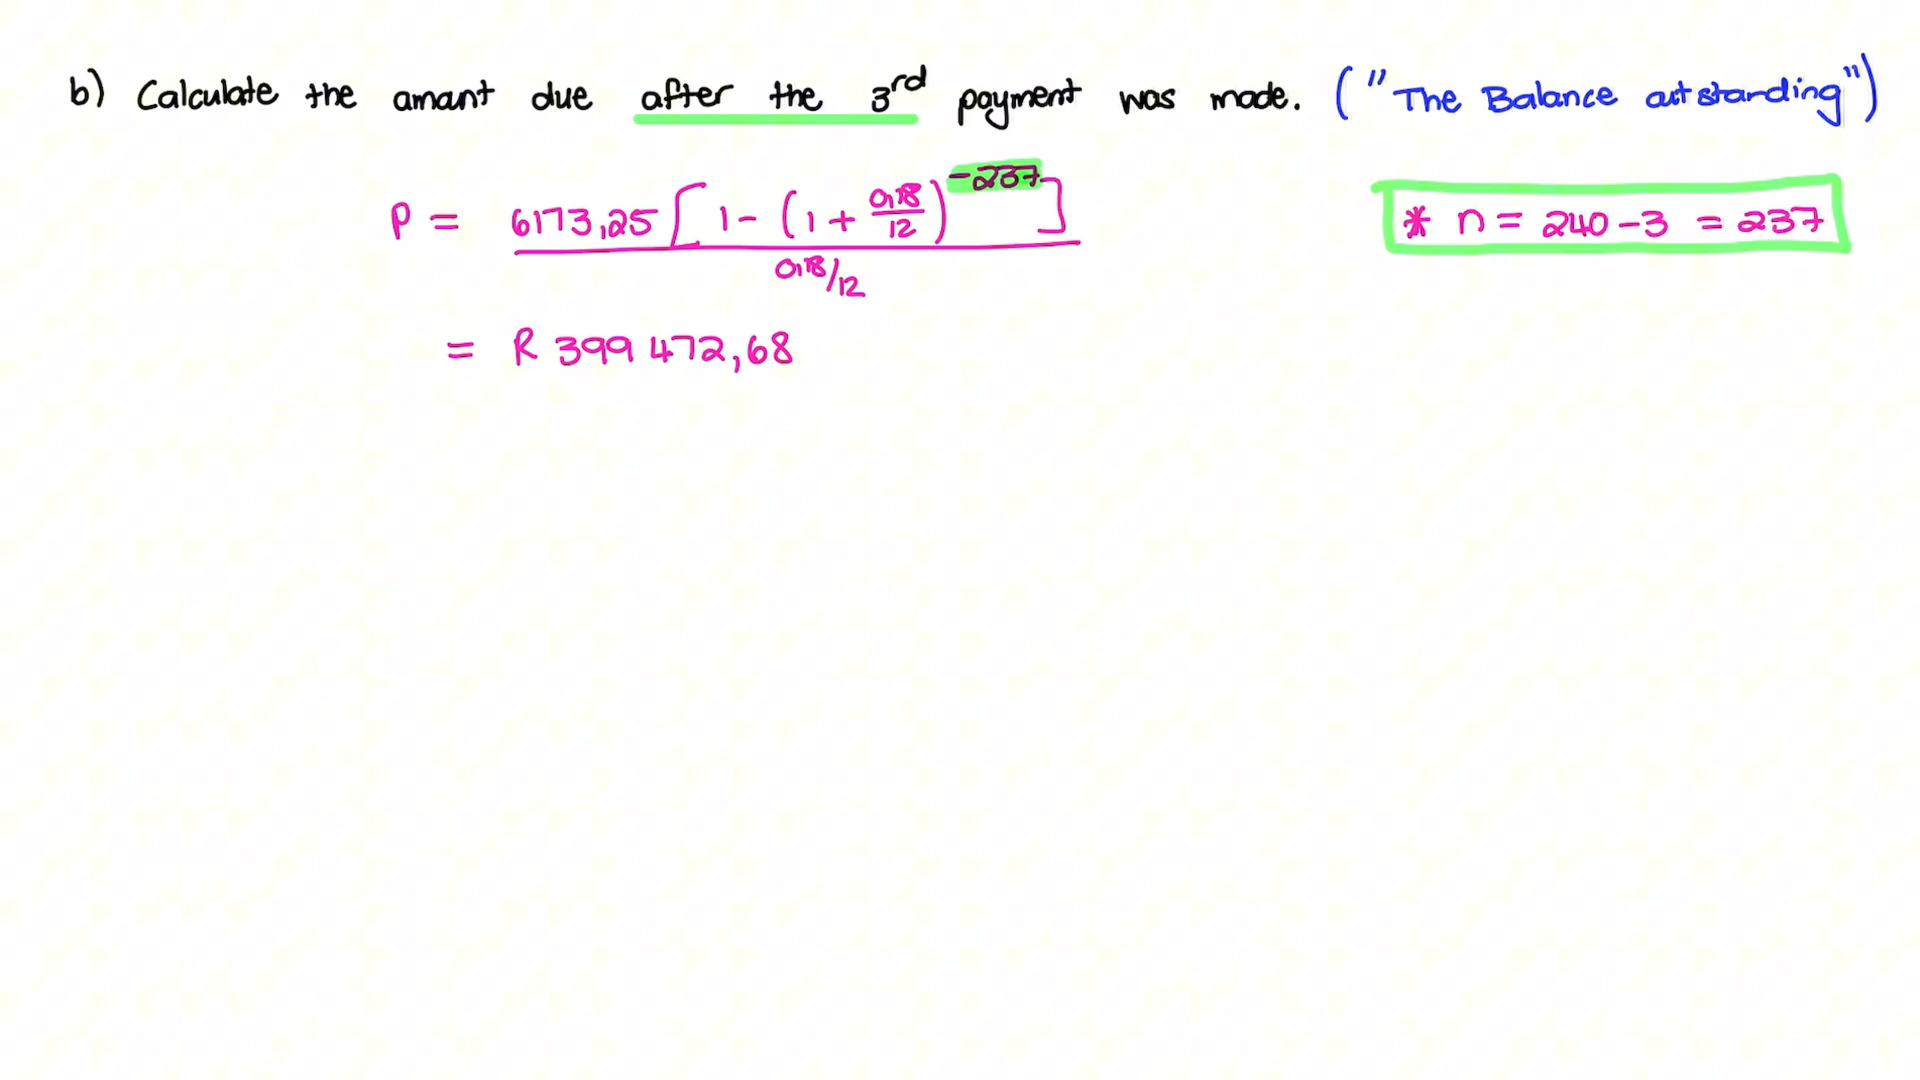 b) Calculate the amant due after the 3rd payment was made. ("The Balance outstanding")
P = 6173,25 [ 1 - (1 + 0,18/12)^-237 ]
0,18/12
* n = 240 - 3 = 237
= R 399 472,68